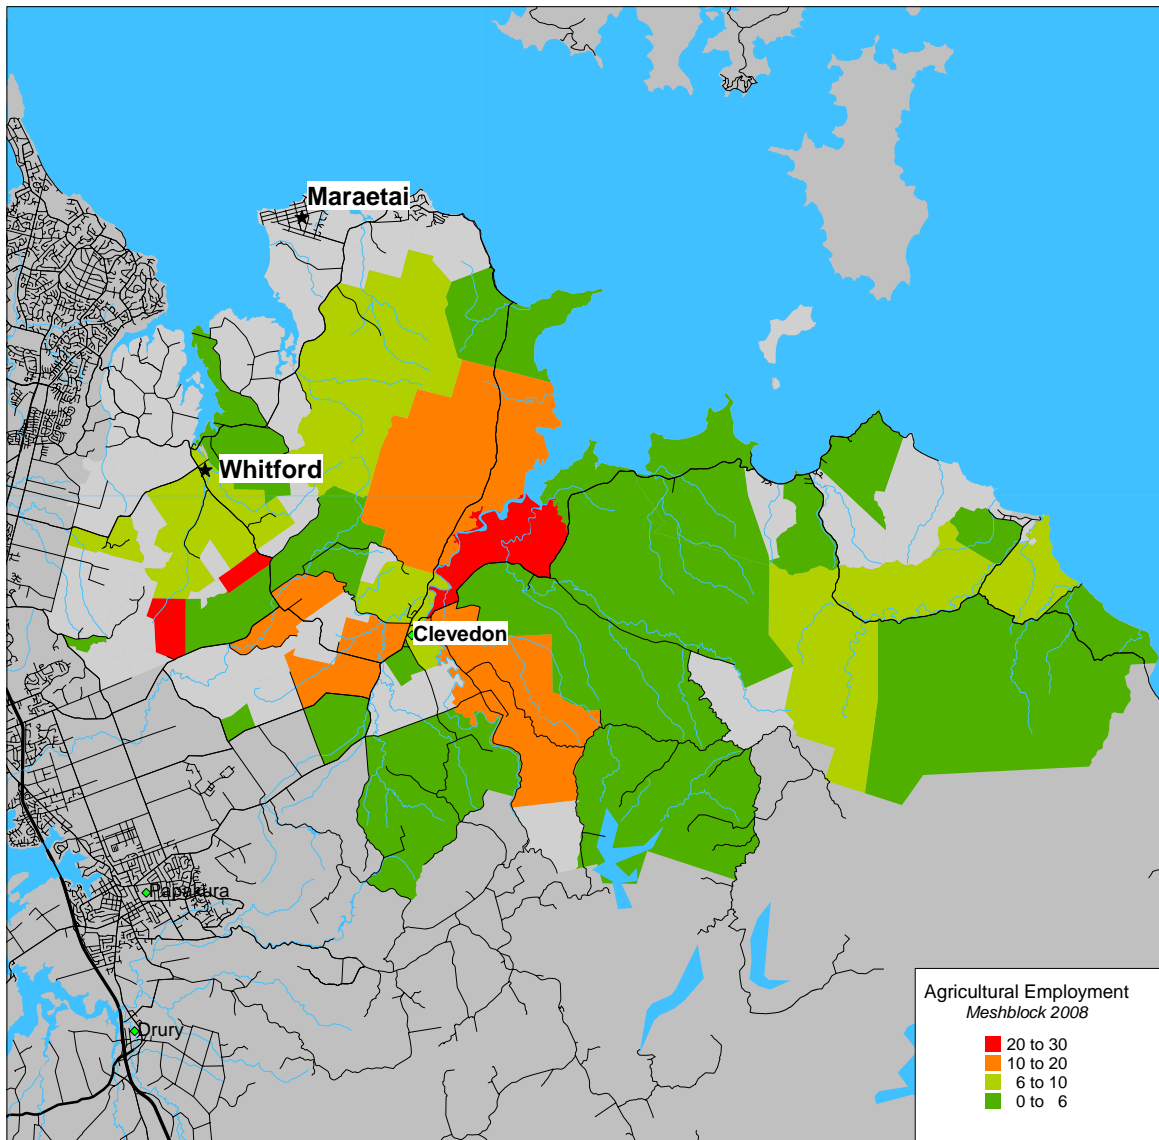 Maraetai
Whitford
Clevedon
Papakura
Drury
Agricultural Employment
Meshblock 2008
20 to 30
10 to 20
6 to 10
0 to 6